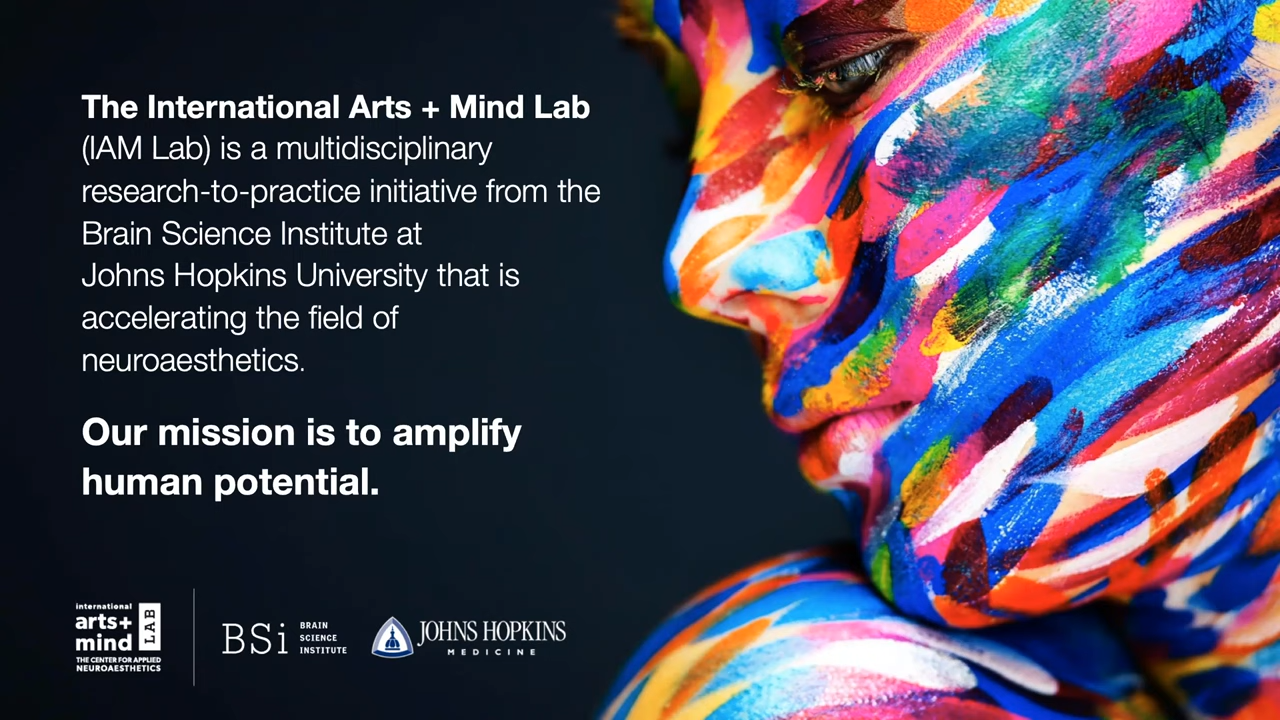 The International Arts + Mind Lab
(IAM Lab) is a multidisciplinary
research-to-practice initiative from the
Brain Science Institute at
Johns Hopkins University that is
accelerating the field of
neuroaesthetics.
Our mission is to amplify
human potential.
international
arts+
mind
LAB
THE CENTER FOR APPLIED
NEUROAESTHETICS
BSi
BRAIN
SCIENCE
INSTITUTE
JOHNS HOPKINS
MEDICINE